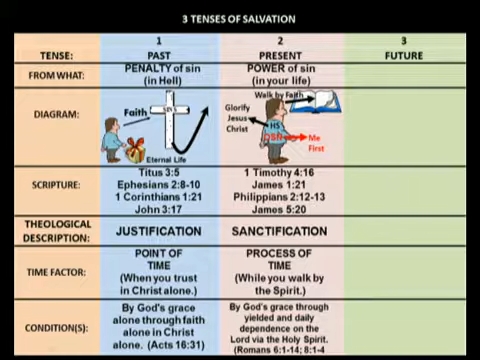 3 TENSES OF SALVATION
1 2 3
TENSE: PAST PRESENT FUTURE
FROM WHAT: PENALTY of sin POWER of sin
(in Hell) (in your life)
DIAGRAM:
Faith
SINS
Eternal Life
Walk by Faith
Glorify
Jesus
Christ
HS
OSN
Me
First
SCRIPTURE:
Titus 3:5
Ephesians 2:8-10
1 Corinthians 1:21
John 3:17
1 Timothy 4:16
James 1:21
Philippians 2:12-13
James 5:20
THEOLOGICAL
DESCRIPTION:
JUSTIFICATION SANCTIFICATION
TIME FACTOR:
POINT OF
TIME
(When you trust
in Christ alone.)
PROCESS OF
TIME
(While you walk by
the Spirit.)
CONDITION(S):
By God's grace
alone through faith
alone in Christ
alone. (Acts 16:31)
By God's grace through
yielded and daily
dependence on the
Lord via the Holy Spirit.
(Romans 6:1-14; 8:1-4